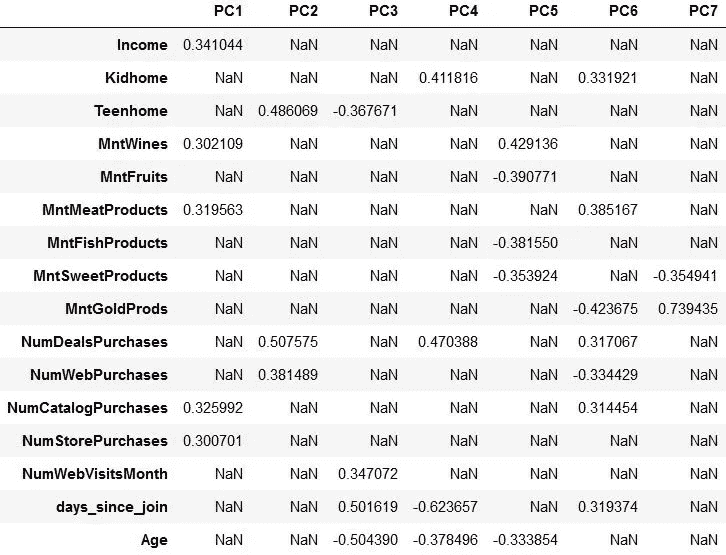 PC1 PC2 PC3 PC4 PC5 PC6 PC7
Income 0.341044 NaN NaN NaN NaN NaN NaN
Kidhome NaN NaN NaN 0.411816 NaN 0.331921 NaN
Teenhome NaN 0.486069 -0.367671 NaN NaN NaN NaN
MntWines 0.302109 NaN NaN NaN 0.429136 NaN NaN
MntFruits NaN NaN NaN NaN -0.390771 NaN NaN
MntMeatProducts 0.319563 NaN NaN NaN NaN 0.385167 NaN
MntFishProducts NaN NaN NaN NaN -0.381550 NaN NaN
MntSweetProducts NaN NaN NaN NaN -0.353924 NaN -0.354941
MntGoldProds NaN NaN NaN NaN NaN -0.423675 0.739435
NumDealsPurchases NaN 0.507575 NaN 0.470388 NaN 0.317067 NaN
NumWebPurchases NaN 0.381489 NaN NaN NaN -0.334429 NaN
NumCatalogPurchases 0.325992 NaN NaN NaN NaN 0.314454 NaN
NumStorePurchases 0.300701 NaN NaN NaN NaN NaN NaN
NumWebVisitsMonth NaN NaN 0.347072 NaN NaN NaN NaN
days_since_join NaN NaN 0.501619 -0.623657 NaN 0.319374 NaN
Age NaN NaN -0.504390 -0.378496 -0.333854 NaN NaN